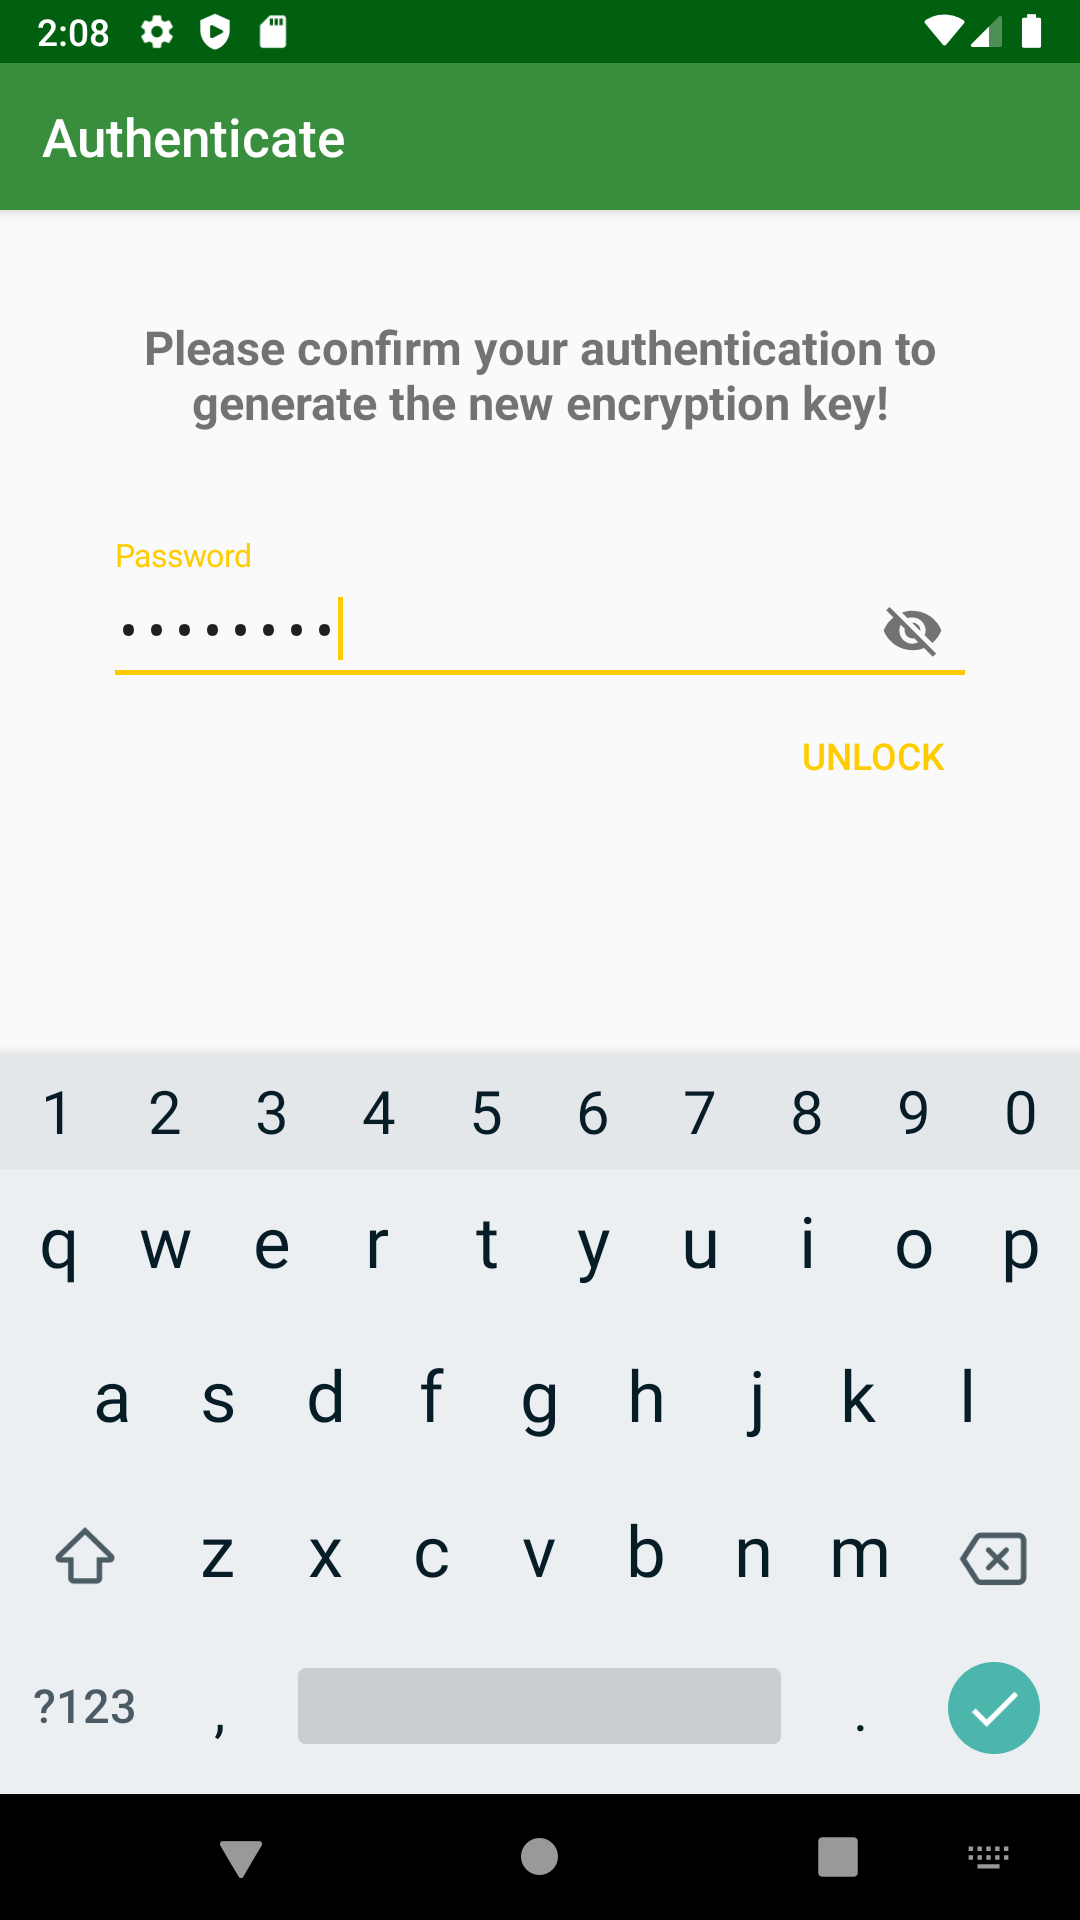 2:08
Authenticate
Please confirm your authentication to
generate the new encryption key!
Password
••••••••
UNLOCK
1 2 3 4 5 6 7 8 9 0
q w e r t y u i o p
a s d f g h j k l
z x c v b n m
?123 , .